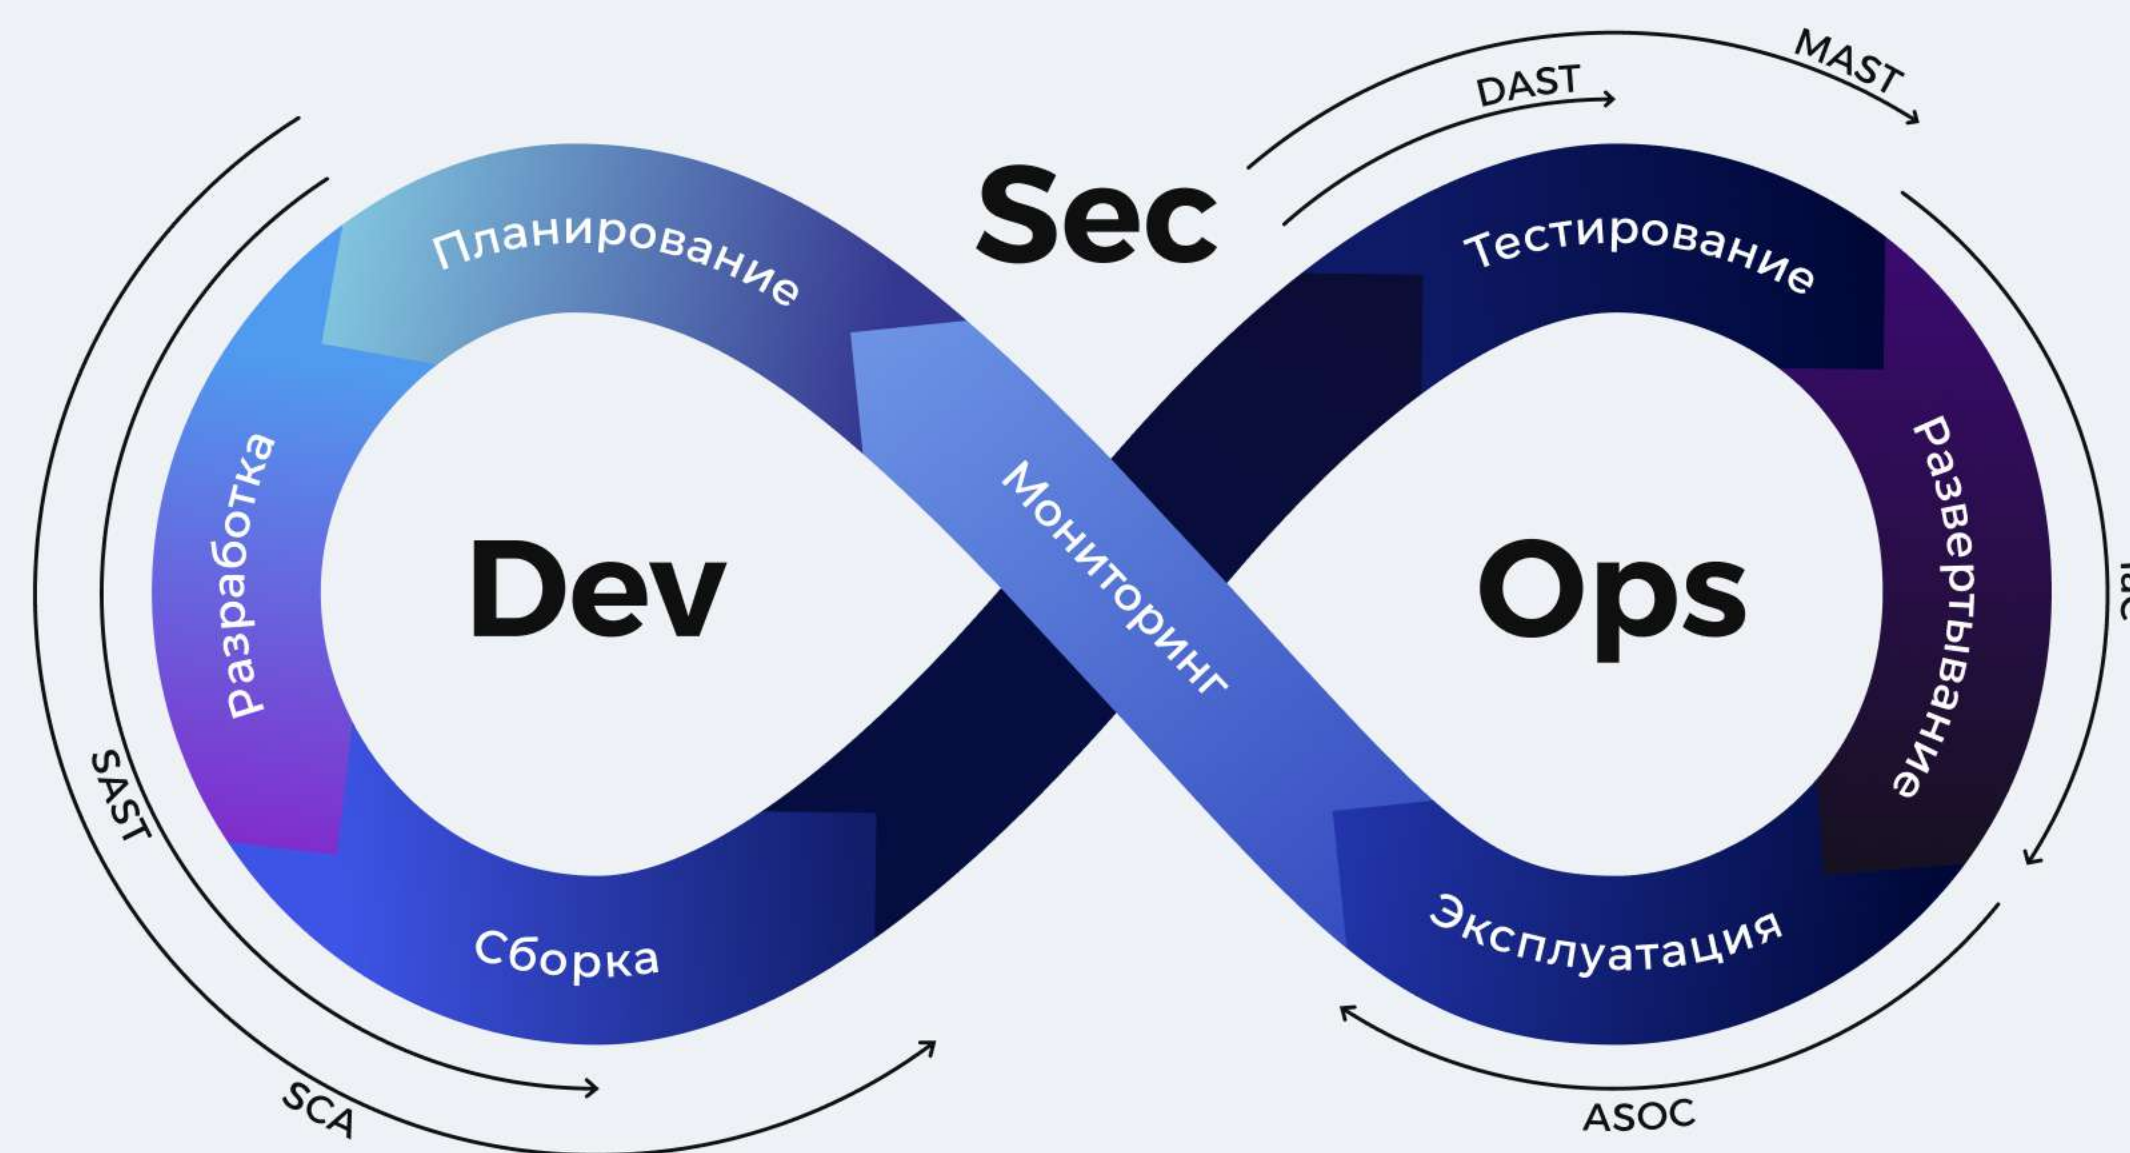 MAST
DAST
Sec
Планирование
Тестирование
Разработка
Dev
Мониторинг
Ops
Развертывание
SAST
Сборка
Эксплуатация
SCA
ASOC